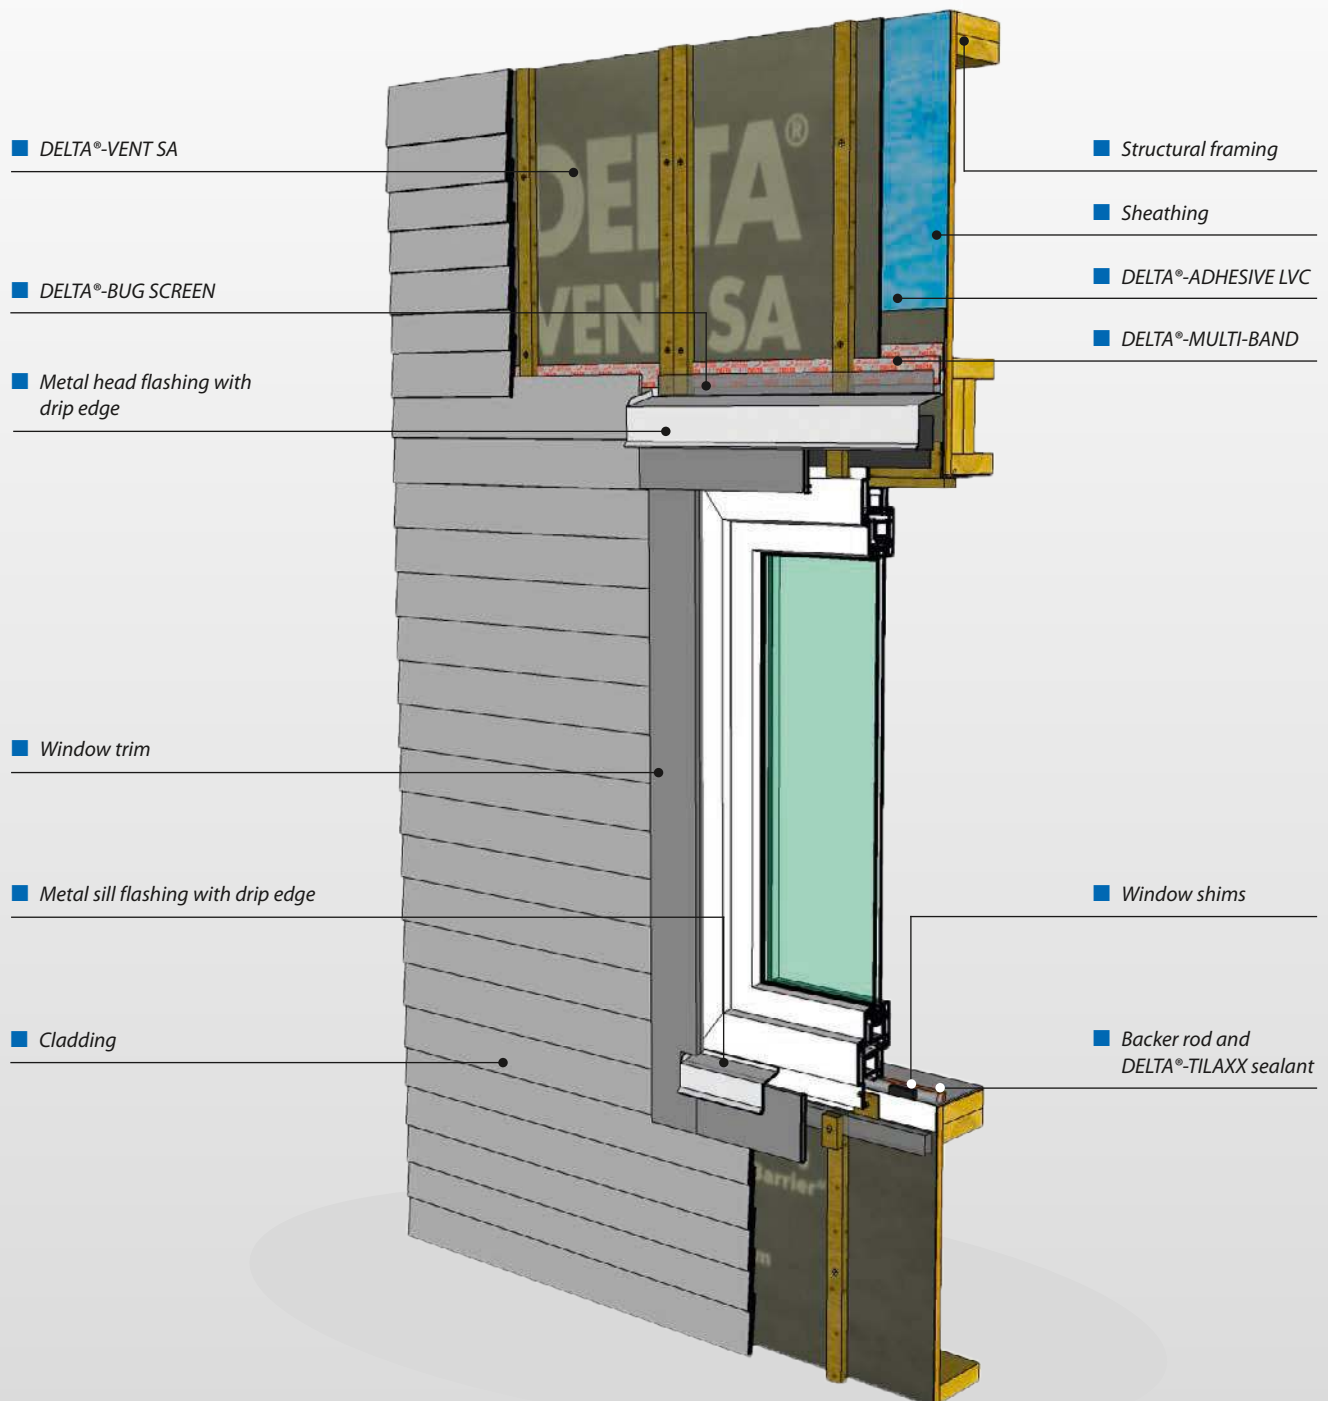 DELTA®-VENT SA
DELTA®-BUG SCREEN
Metal head flashing with
drip edge
Window trim
Metal sill flashing with drip edge
Cladding
DELTA®
VENT SA
Structural framing
Sheathing
DELTA®-ADHESIVE LVC
DELTA®-MULTI-BAND
Window shims
Backer rod and
DELTA®-TILAXX sealant
Barrier®
m